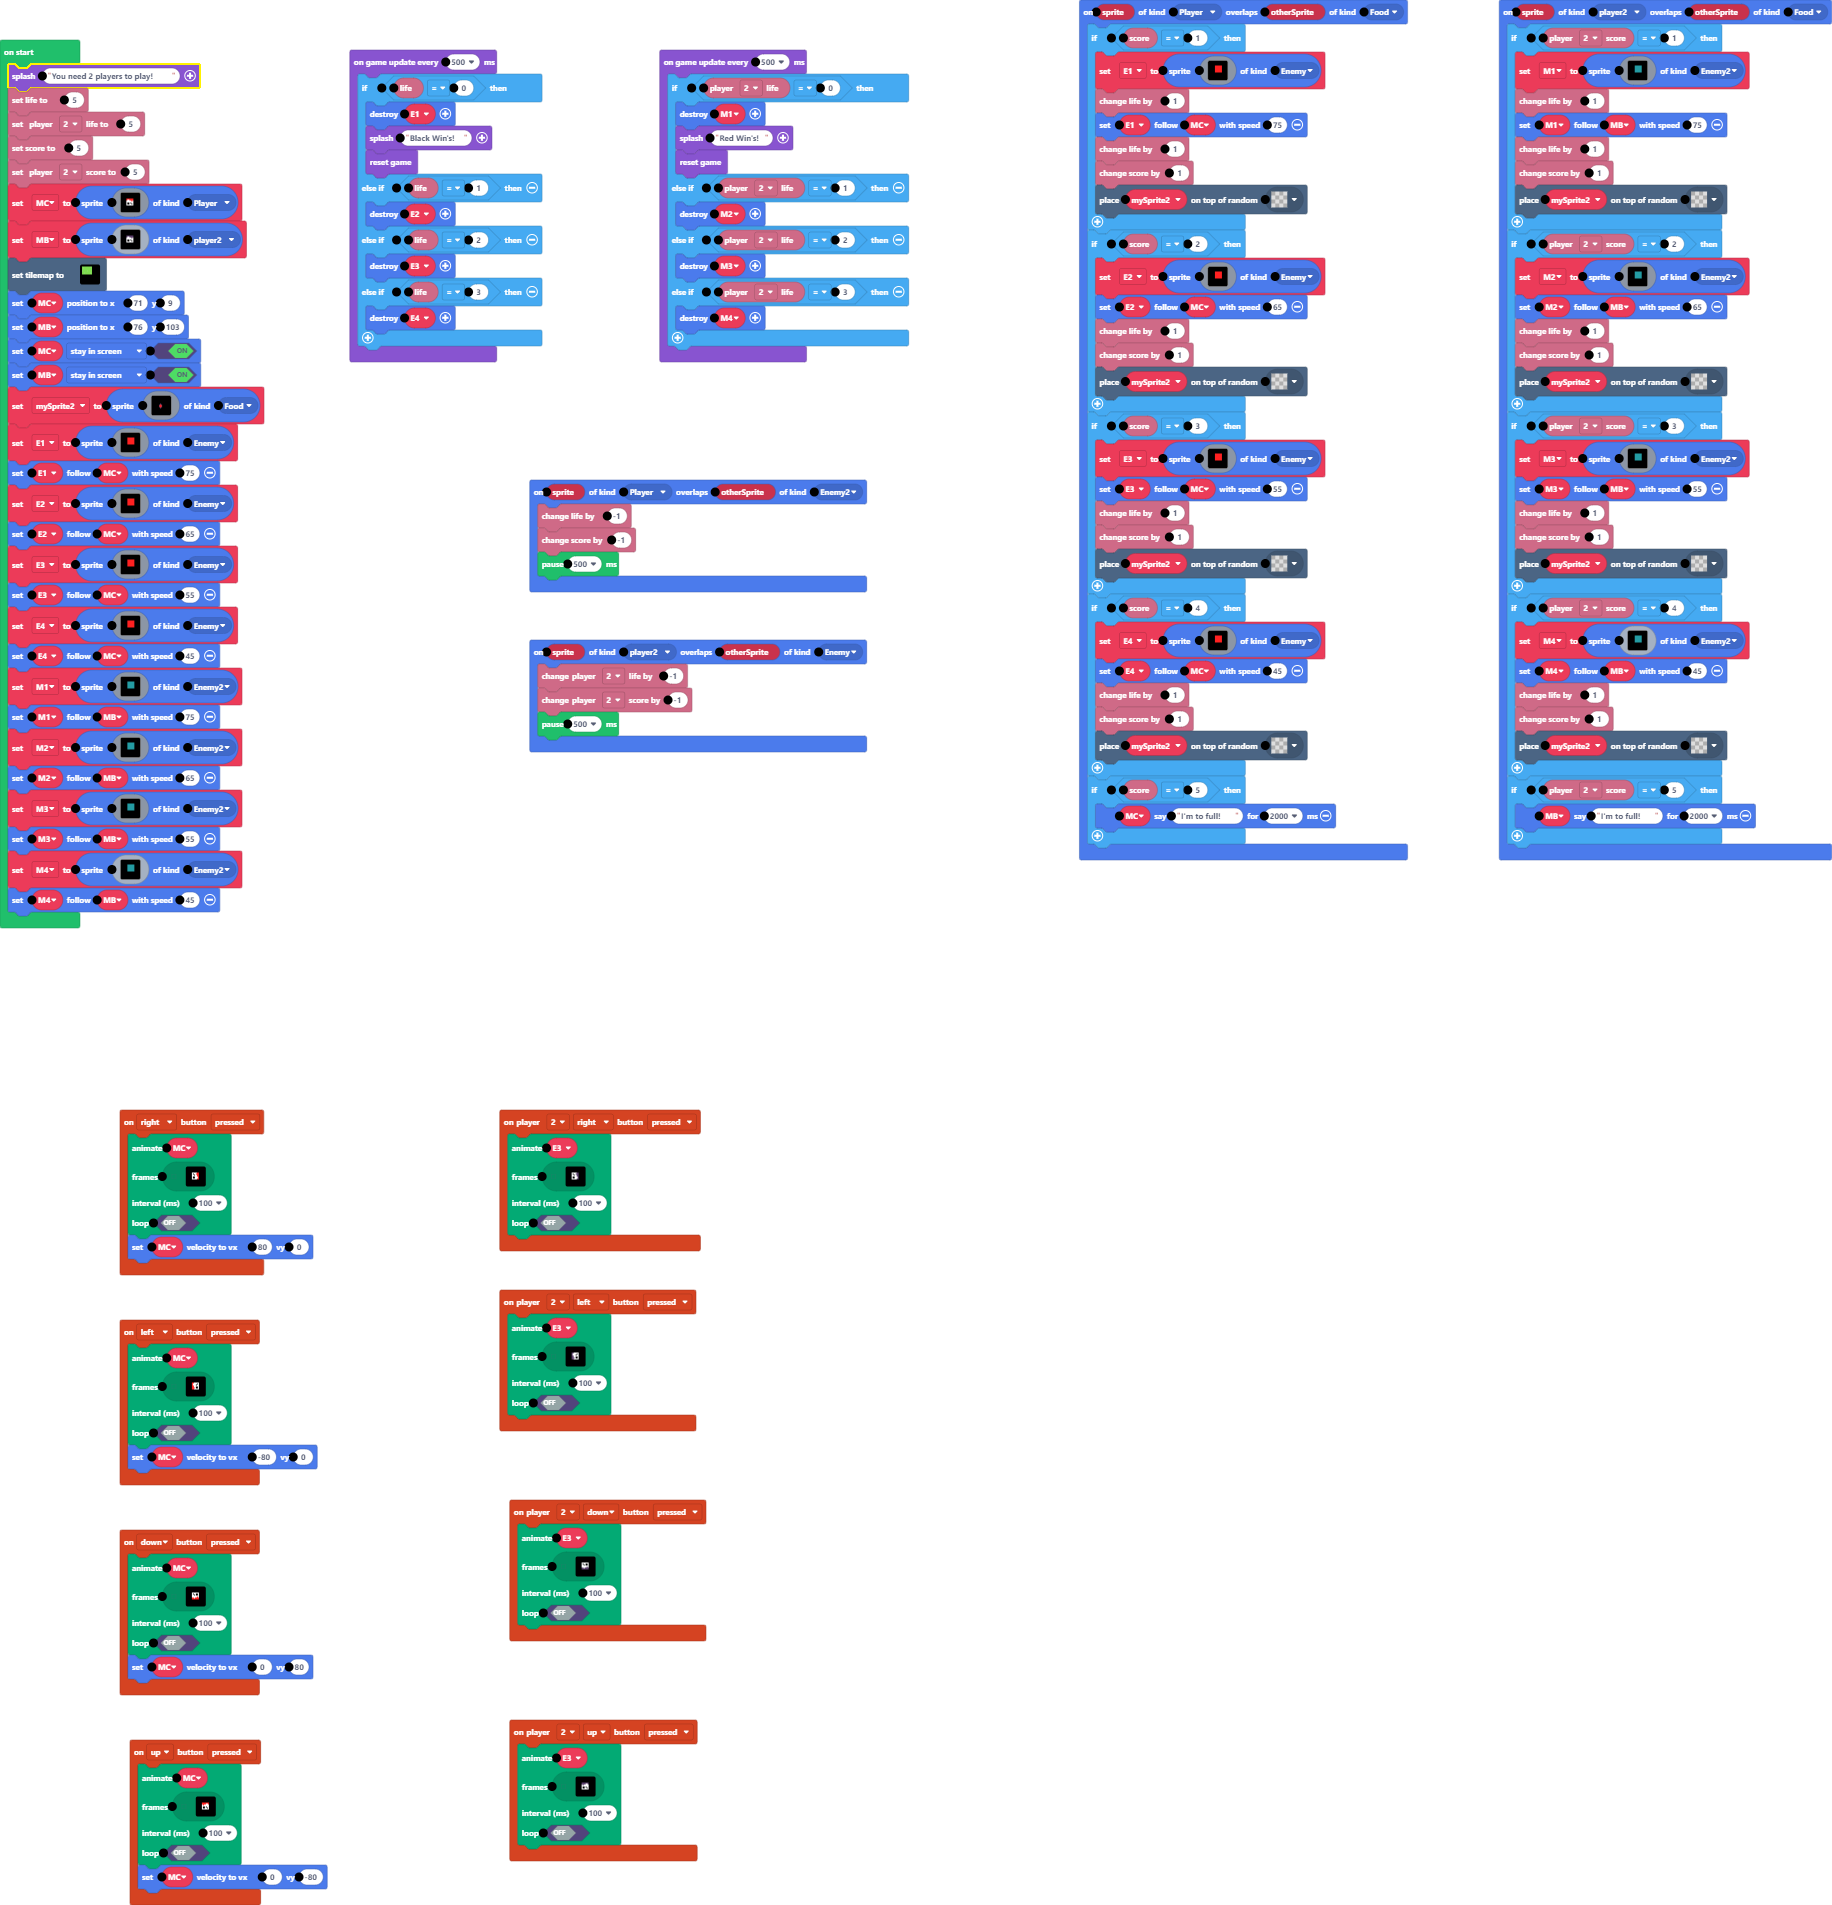 on start
splash "You need 2 players to play! "
set life to 5
set player 2 life to 5
set score to 5
set player 2 score to 5
set MC to sprite of kind Player
set MB to sprite of kind player2
set tilemap to
set MC position to x 71 y 9
set MB position to x 76 y 103
set MC stay in screen ON
set MB stay in screen ON
set mySprite2 to sprite of kind Food
set E1 to sprite of kind Enemy
set E1 follow MC with speed 75
set E2 to sprite of kind Enemy
set E2 follow MC with speed 65
set E3 to sprite of kind Enemy
set E3 follow MC with speed 55
set E4 to sprite of kind Enemy
set E4 follow MC with speed 45
set M1 to sprite of kind Enemy2
set M1 follow MB with speed 75
set M2 to sprite of kind Enemy2
set M2 follow MB with speed 65
set M3 to sprite of kind Enemy2
set M3 follow MB with speed 55
set M4 to sprite of kind Enemy2
set M4 follow MB with speed 45
on game update every 500 ms
if life = 0 then
destroy E1
splash "Black Win's! "
reset game
else if life = 1 then
destroy E2
else if life = 2 then
destroy E3
else if life = 3 then
destroy E4
on game update every 500 ms
if player 2 life = 0 then
destroy M1
splash "Red Win's! "
reset game
else if player 2 life = 1 then
destroy M2
else if player 2 life = 2 then
destroy M3
else if player 2 life = 3 then
destroy M4
on sprite of kind Player overlaps otherSprite of kind Enemy2
change life by -1
change score by -1
pause 500 ms
on sprite of kind player2 overlaps otherSprite of kind Enemy
change player 2 life by -1
change player 2 score by -1
pause 500 ms
on sprite of kind Player overlaps otherSprite of kind Food
if score = 1 then
set E1 to sprite of kind Enemy
change life by 1
set E1 follow MC with speed 75
change life by 1
change score by 1
place mySprite2 on top of random
if score = 2 then
set E2 to sprite of kind Enemy
set E2 follow MC with speed 65
change life by 1
change score by 1
place mySprite2 on top of random
if score = 3 then
set E3 to sprite of kind Enemy
set E3 follow MC with speed 55
change life by 1
change score by 1
place mySprite2 on top of random
if score = 4 then
set E4 to sprite of kind Enemy
set E4 follow MC with speed 45
change life by 1
change score by 1
place mySprite2 on top of random
if score = 5 then
MC say "I'm to full! " for 2000 ms
on sprite of kind player2 overlaps otherSprite of kind Food
if player 2 score = 1 then
set M1 to sprite of kind Enemy2
change life by 1
set M1 follow MB with speed 75
change life by 1
change score by 1
place mySprite2 on top of random
if player 2 score = 2 then
set M2 to sprite of kind Enemy2
set M2 follow MB with speed 65
change life by 1
change score by 1
place mySprite2 on top of random
if player 2 score = 3 then
set M3 to sprite of kind Enemy2
set M3 follow MB with speed 55
change life by 1
change score by 1
place mySprite2 on top of random
if player 2 score = 4 then
set M4 to sprite of kind Enemy2
set M4 follow MB with speed 45
change life by 1
change score by 1
place mySprite2 on top of random
if player 2 score = 5 then
MB say "I'm to full! " for 2000 ms
on right button pressed
animate MC
frames
interval (ms) 100
loop OFF
set MC velocity to vx 80 vy 0
on left button pressed
animate MC
frames
interval (ms) 100
loop OFF
set MC velocity to vx -80 vy 0
on down button pressed
animate MC
frames
interval (ms) 100
loop OFF
set MC velocity to vx 0 vy 80
on up button pressed
animate MC
frames
interval (ms) 100
loop OFF
set MC velocity to vx 0 vy -80
on player 2 right button pressed
animate E3
frames
interval (ms) 100
loop OFF
on player 2 left button pressed
animate E3
frames
interval (ms) 100
loop OFF
on player 2 down button pressed
animate E3
frames
interval (ms) 100
loop OFF
on player 2 up button pressed
animate E3
frames
interval (ms) 100
loop OFF